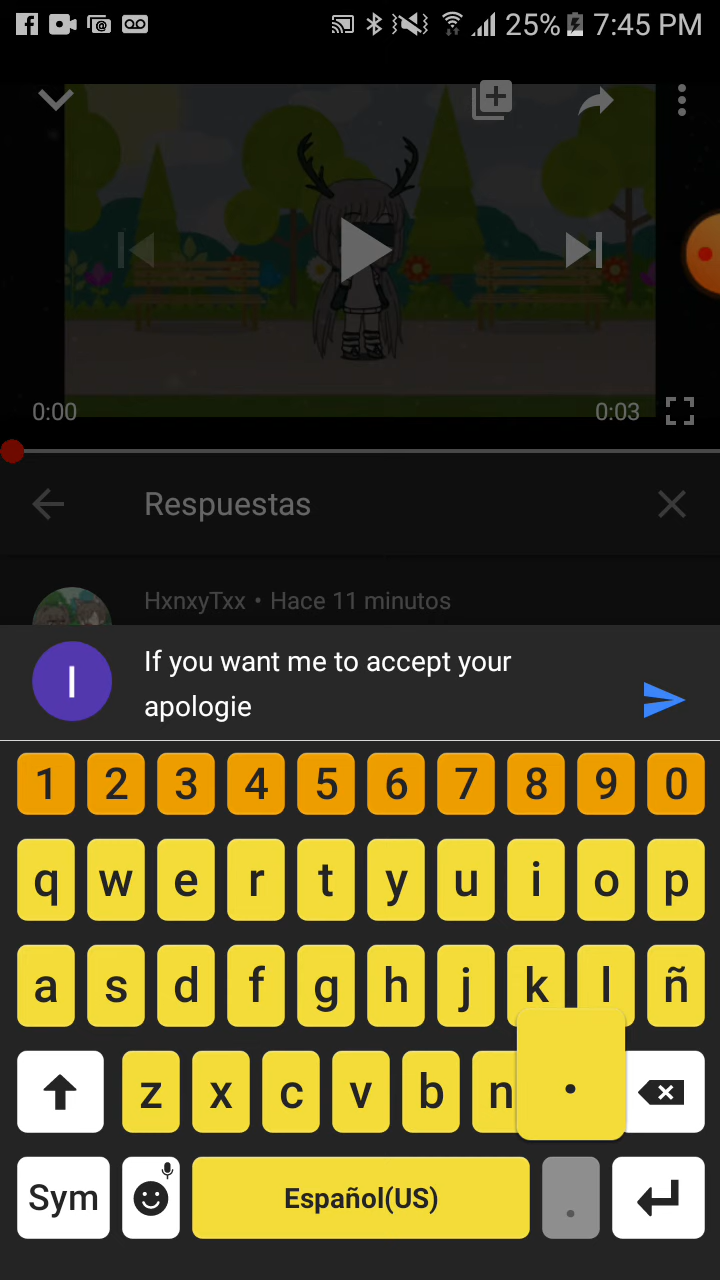 25% 7:45 PM
0:00
0:03
Respuestas
HxnxyTxx • Hace 11 minutos
I
If you want me to accept your
apologie
1 2 3 4 5 6 7 8 9 0
q w e r t y u i o p
a s d f g h j k l ñ
z x c v b n .
Sym Español(US) .